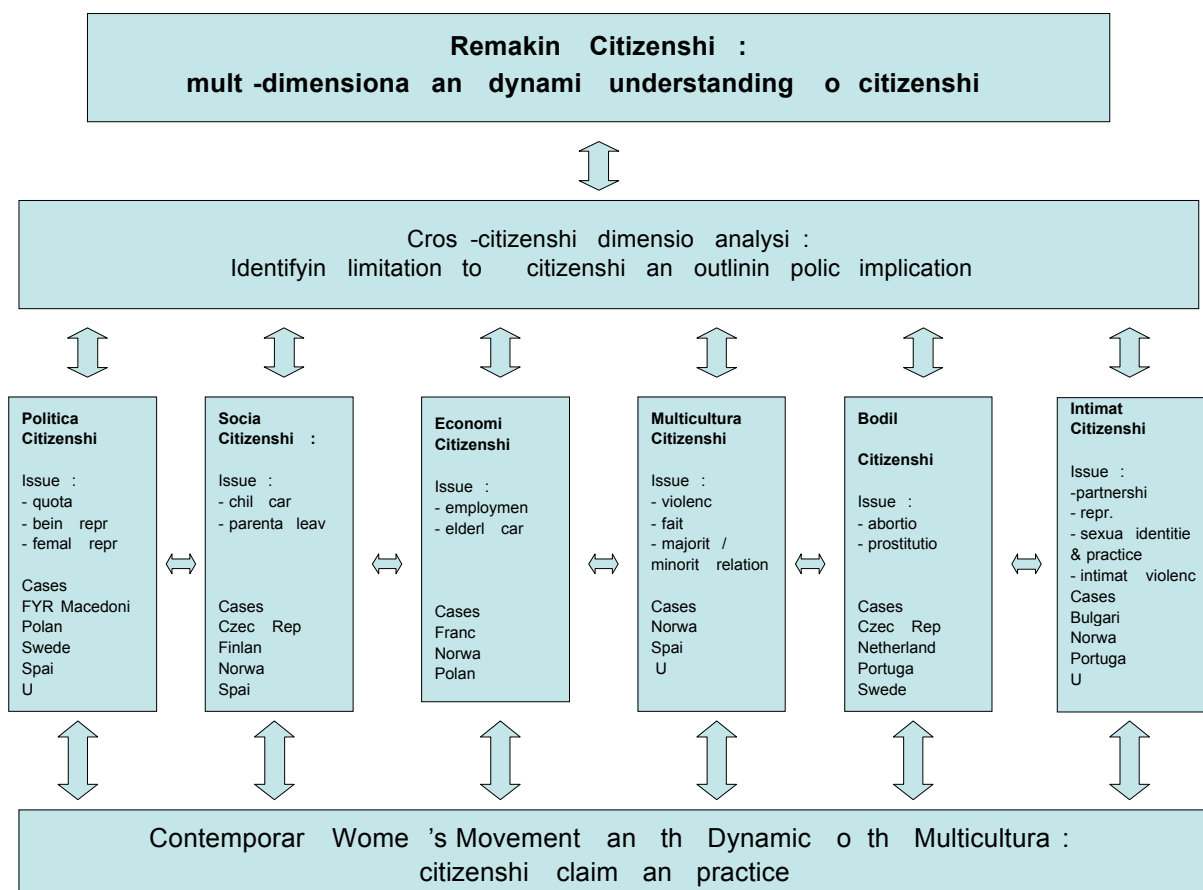 Remakin Citizenshi :
mult -dimensiona an dynami understanding o citizenshi
Cros -citizenshi dimensio analysi :
Identifyin limitation to citizenshi an outlinin polic implication
Politica
Citizenshi
Issue :
- quota
- bein repr
- femal repr
Cases
FYR Macedoni
Polan
Swede
Spai
U
Socia
Citizenshi :
Issue :
- chil car
- parenta leav
Cases
Czec Rep
Finlan
Norwa
Spai
Economi
Citizenshi
Issue :
- employmen
- elderl car
Cases
Franc
Norwa
Polan
Multicultura
Citizenshi
Issue :
- violenc
- fait
- majorit /
minorit relation
Cases
Norwa
Spai
U
Bodil
Citizenshi
Issue :
- abortio
- prostitutio
Cases
Czec Rep
Netherland
Portuga
Swede
Intimat
Citizenshi
Issue :
-partnershi
- repr.
- sexua identitie
& practice
- intimat violenc
Cases
Bulgari
Norwa
Portuga
U
Contemporar Wome 's Movement an th Dynamic o th Multicultura :
citizenshi claim an practice